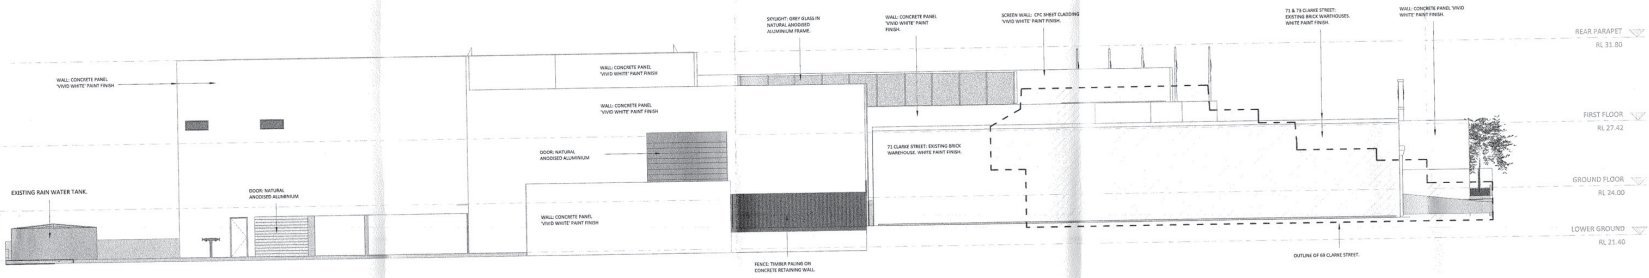 SKYLIGHT: GREY GLASS IN
NATURAL ANODISED
ALUMINIUM FRAME.
WALL: CONCRETE PANEL
'VIVID WHITE' PAINT
FINISH.
SCREEN WALL: CFC SHEET CLADDING
'VIVID WHITE' PAINT FINISH.
71 & 73 CLARKE STREET:
EXISTING BRICK WAREHOUSES.
WHITE PAINT FINISH.
WALL: CONCRETE PANEL 'VIVID
WHITE' PAINT FINISH.
REAR PARAPET
RL 31.80
WALL: CONCRETE PANEL
'VIVID WHITE' PAINT FINISH
WALL: CONCRETE PANEL
'VIVID WHITE' PAINT FINISH
WALL: CONCRETE PANEL
'VIVID WHITE' PAINT FINISH
FIRST FLOOR
RL 27.42
71 CLARKE STREET: EXISTING BRICK
WAREHOUSE. WHITE PAINT FINISH.
DOOR: NATURAL
ANODISED ALUMINIUM
EXISTING RAIN WATER TANK.
DOOR: NATURAL
ANODISED ALUMINIUM
GROUND FLOOR
RL 24.00
WALL: CONCRETE PANEL
'VIVID WHITE' PAINT FINISH
LOWER GROUND
RL 21.40
FENCE: TIMBER PALING ON
CONCRETE RETAINING WALL.
OUTLINE OF 69 CLARKE STREET.